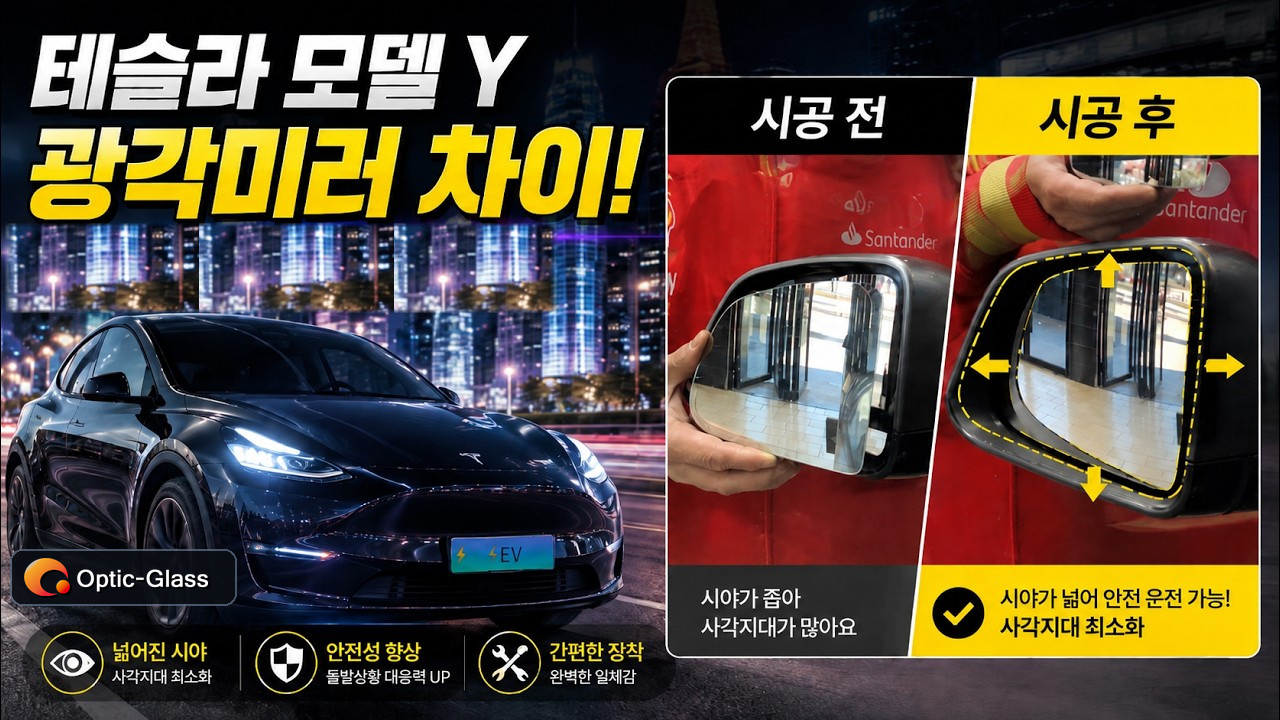 테슬라 모델 Y
광각미러 차이!
시공 전
시공 후
Santander
Santander
EV
Optic-Glass
넓어진 시야
사각지대 최소화
안전성 향상
돌발상황 대응력 UP
간편한 장착
완벽한 일체감
시야가 좁아
사각지대가 많아요
시야가 넓어 안전 운전 가능!
사각지대 최소화